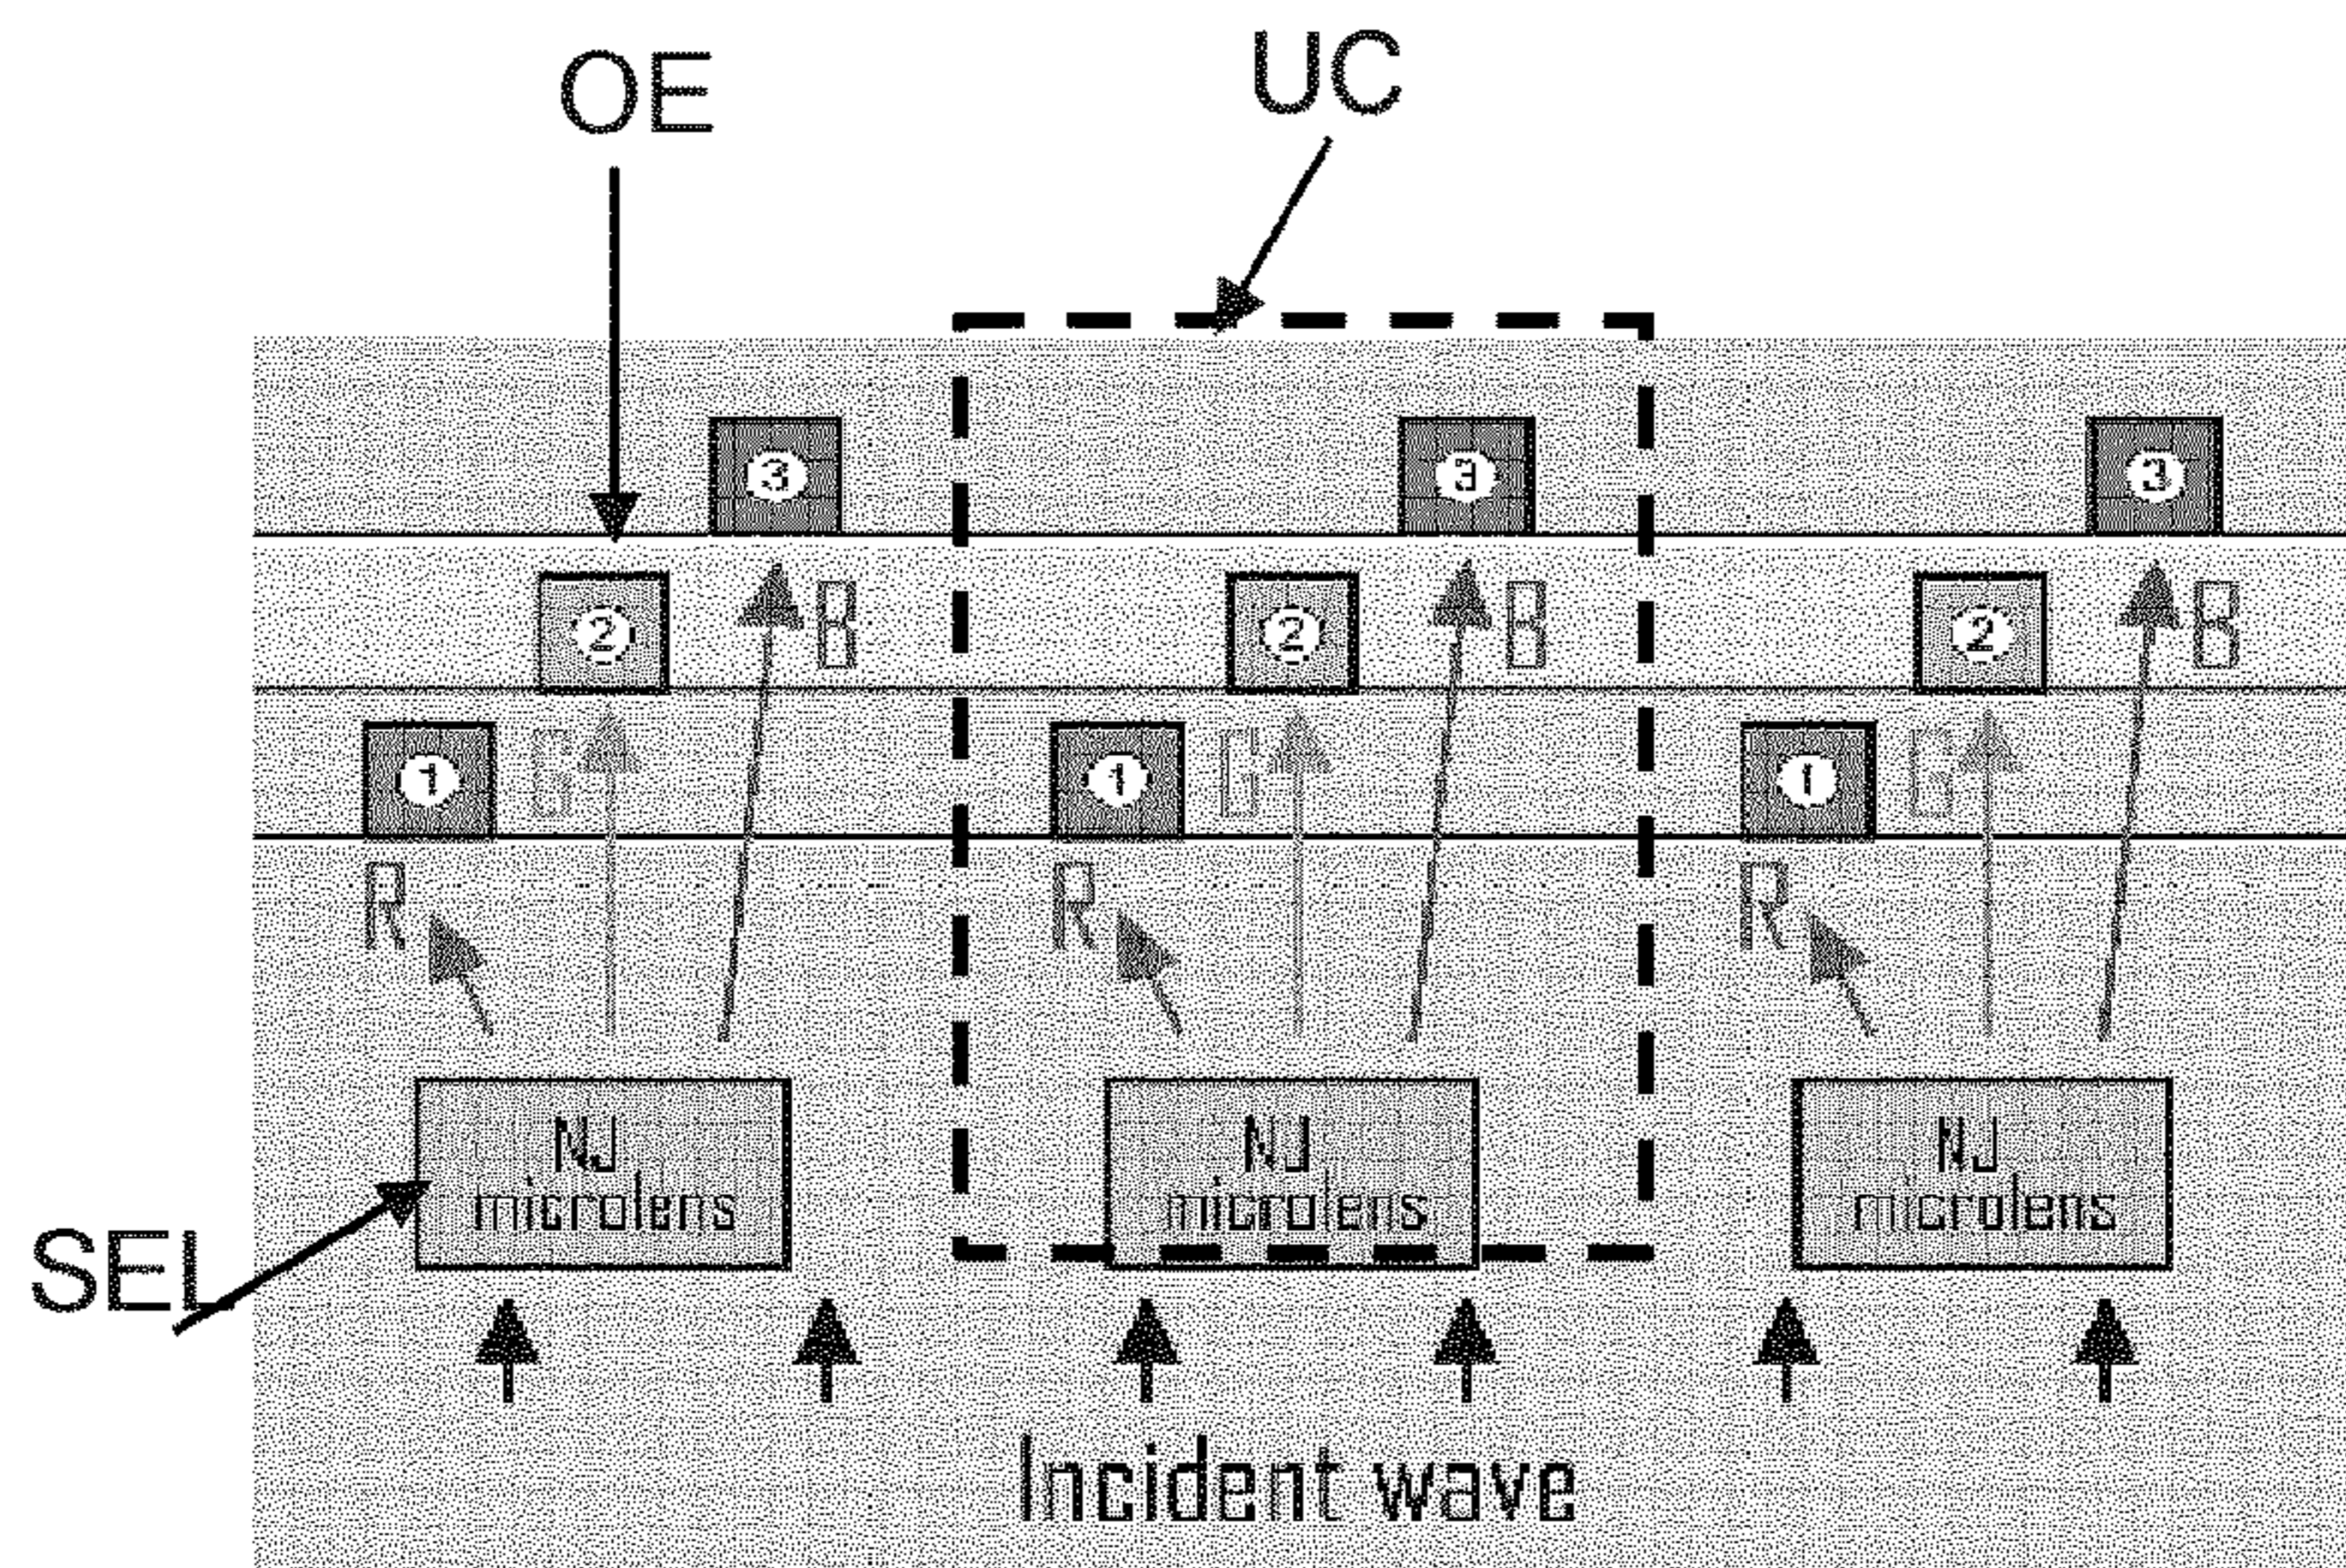 OE
UC
3 3 3
2 B 2 B 2 B
1 G 1 G 1 G
R R R
NJ microlens
NJ microlens
NJ microlens
SEL
Incident wave